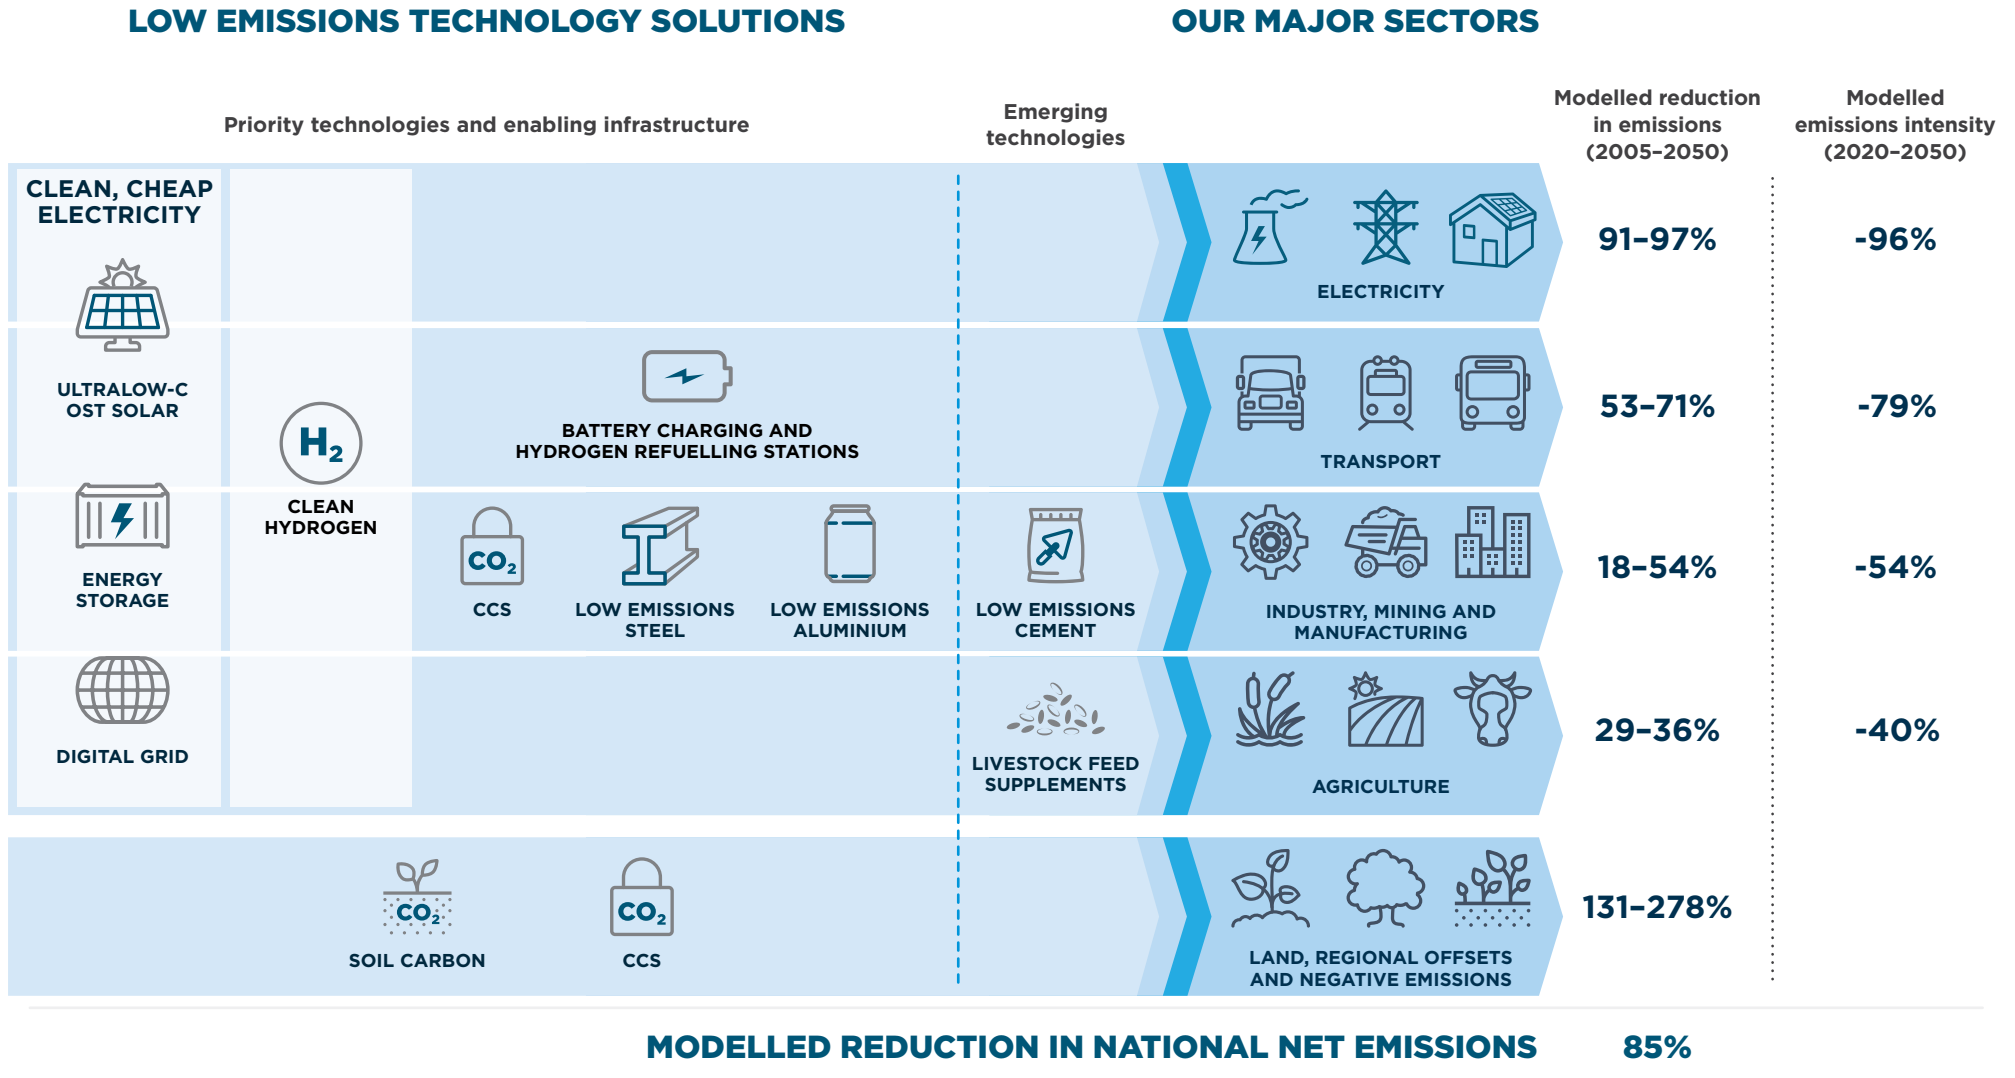 LOW EMISSIONS TECHNOLOGY SOLUTIONS
OUR MAJOR SECTORS
Priority technologies and enabling infrastructure
Emerging
technologies
Modelled reduction
in emissions
(2005–2050)
Modelled
emissions intensity
(2020–2050)
CLEAN, CHEAP
ELECTRICITY
ULTRALOW-C
OST SOLAR
ENERGY
STORAGE
DIGITAL GRID
H2
CLEAN
HYDROGEN
ELECTRICITY
91–97%
-96%
BATTERY CHARGING AND
HYDROGEN REFUELLING STATIONS
TRANSPORT
53–71%
-79%
CO2
CCS
LOW EMISSIONS
STEEL
LOW EMISSIONS
ALUMINIUM
LOW EMISSIONS
CEMENT
INDUSTRY, MINING AND
MANUFACTURING
18–54%
-54%
LIVESTOCK FEED
SUPPLEMENTS
AGRICULTURE
29–36%
-40%
CO2
SOIL CARBON
CO2
CCS
LAND, REGIONAL OFFSETS
AND NEGATIVE EMISSIONS
131–278%
MODELLED REDUCTION IN NATIONAL NET EMISSIONS
85%